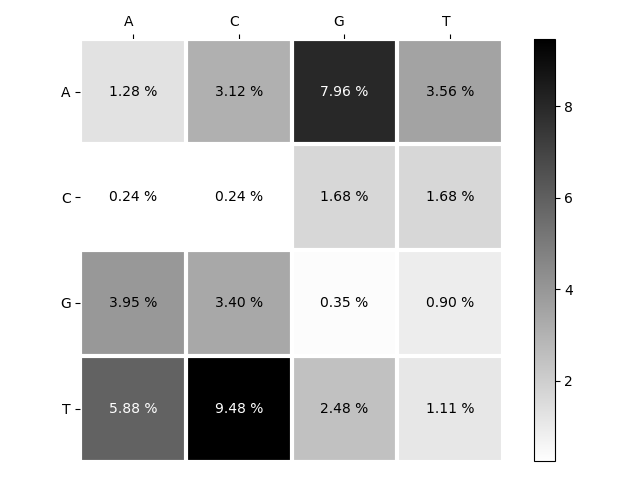 A C G T
A 1.28 % 3.12 % 7.96 % 3.56 %
8
C 0.24 % 0.24 % 1.68 % 1.68 %
6
4
G 3.95 % 3.40 % 0.35 % 0.90 %
2
T 5.88 % 9.48 % 2.48 % 1.11 %